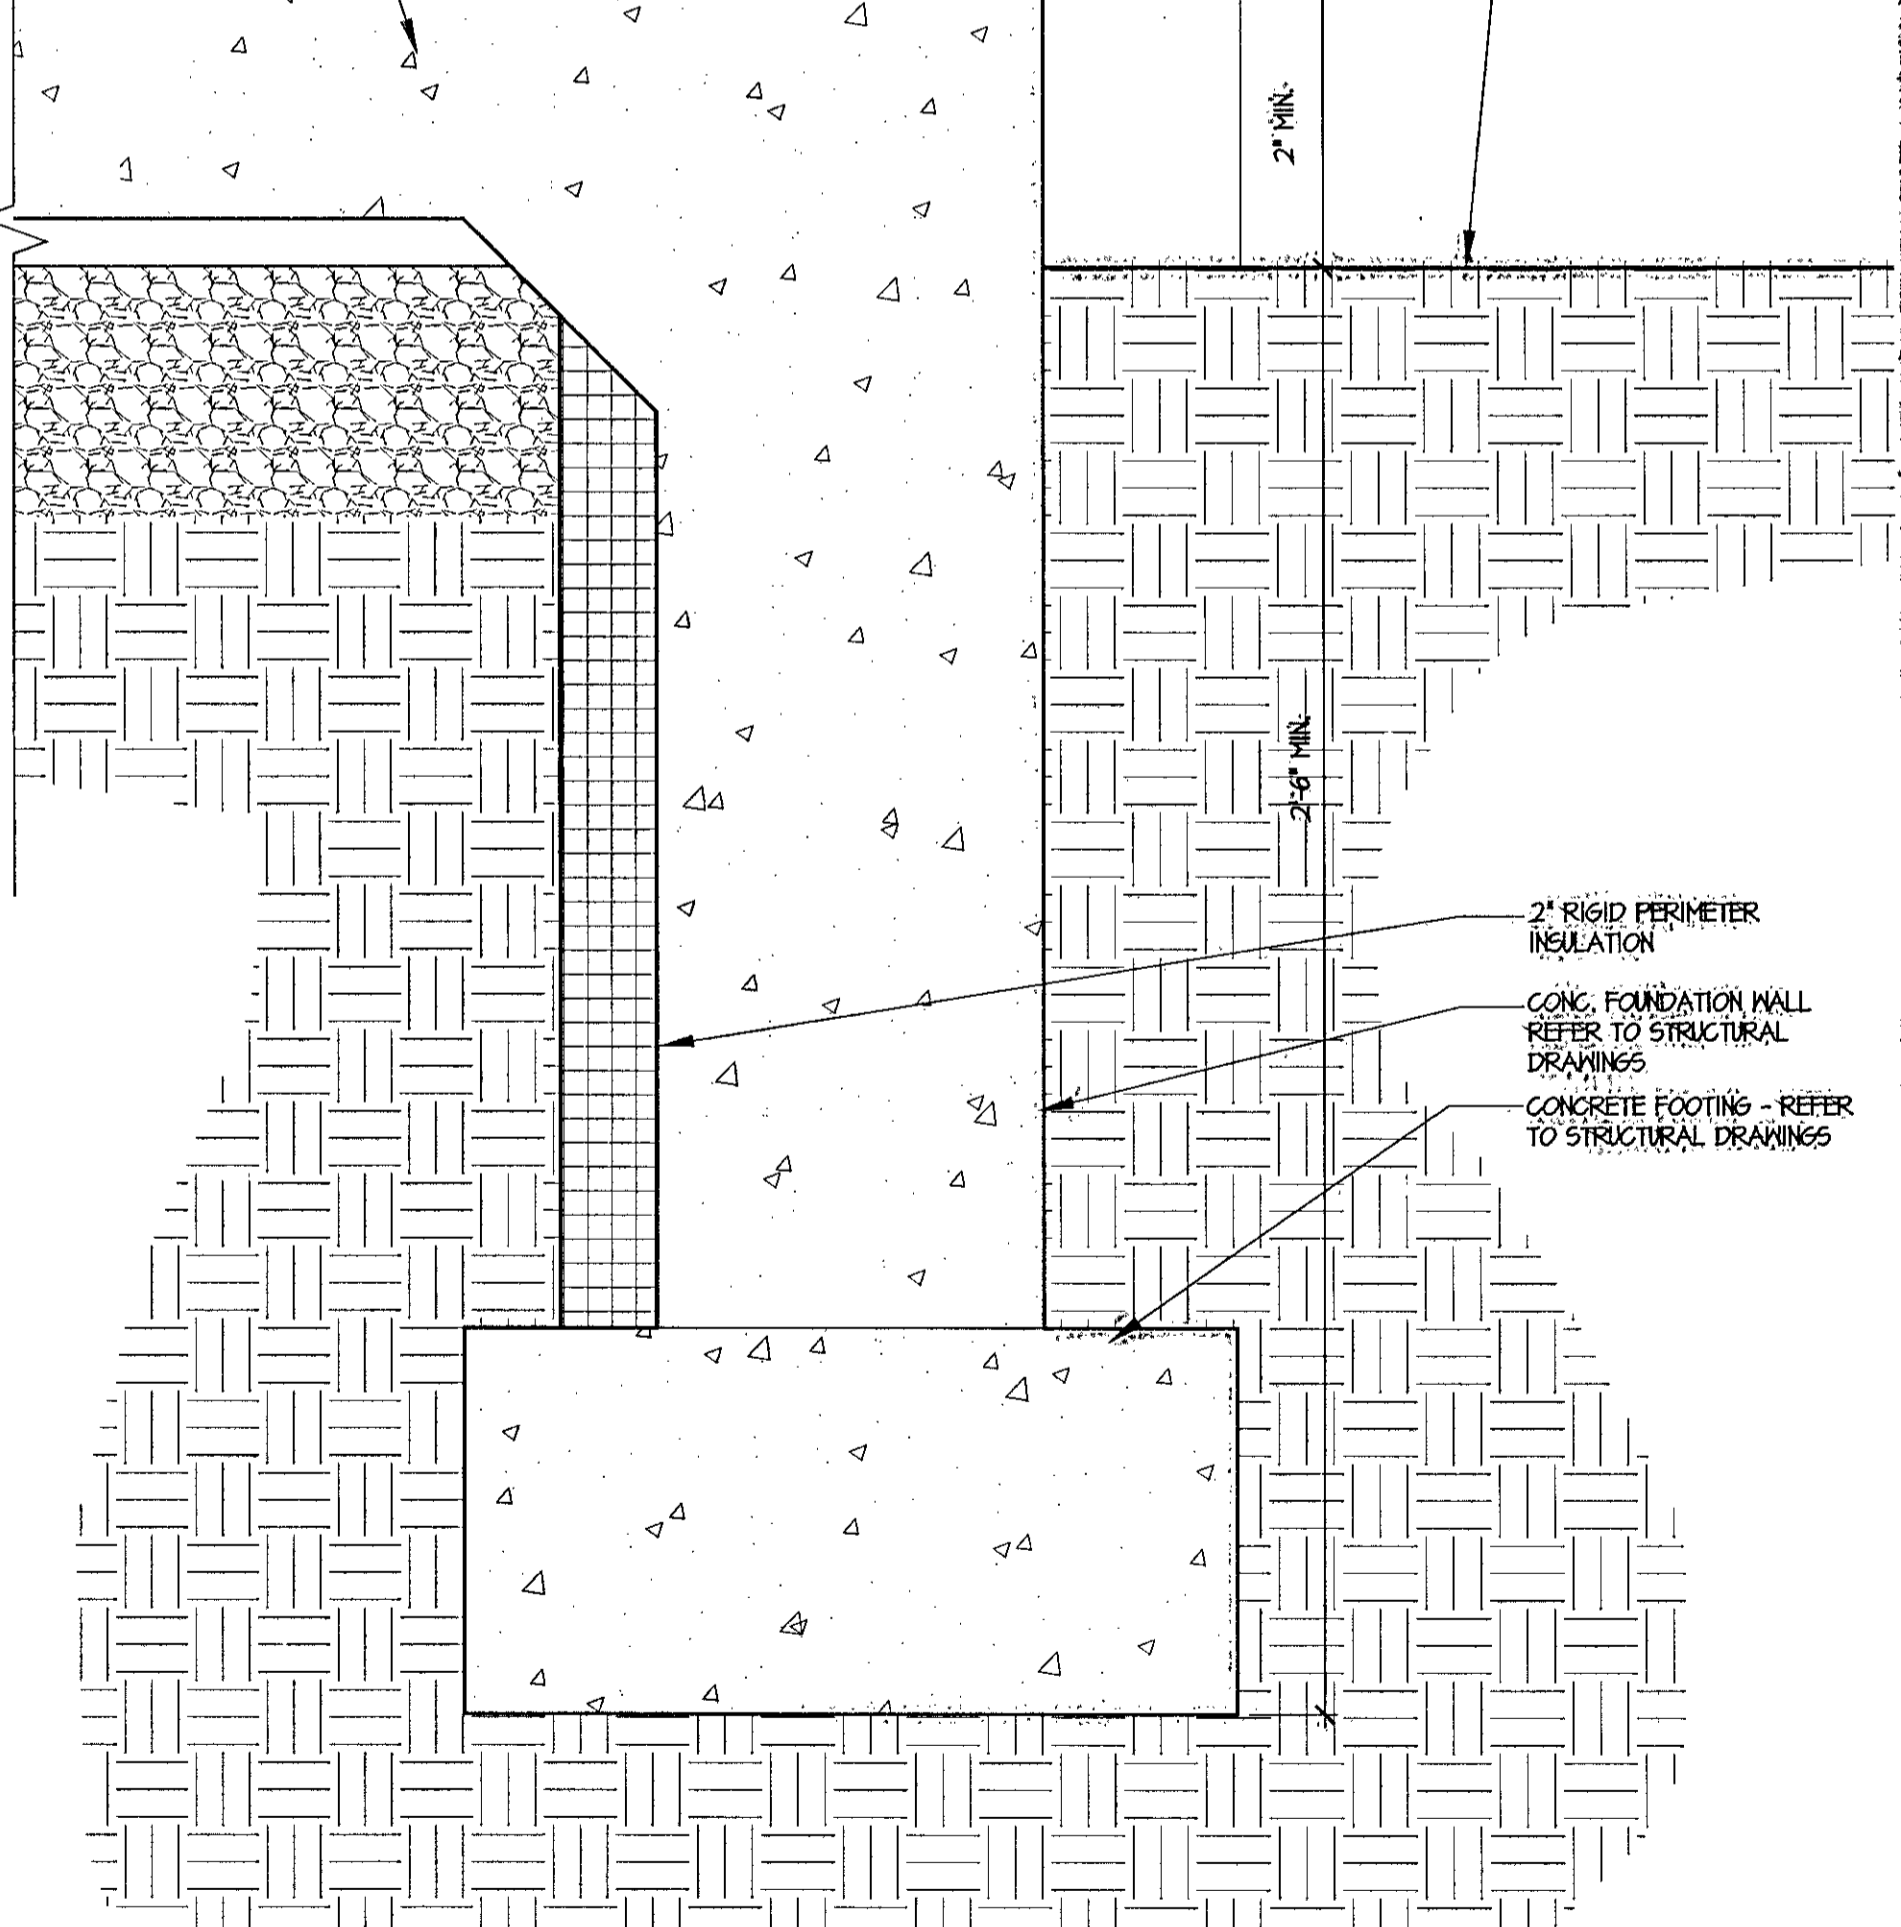 2" MIN.
2'-6" MIN.
2" RIGID PERIMETER
INSULATION
CONC. FOUNDATION WALL
REFER TO STRUCTURAL
DRAWINGS
CONCRETE FOOTING - REFER
TO STRUCTURAL DRAWINGS